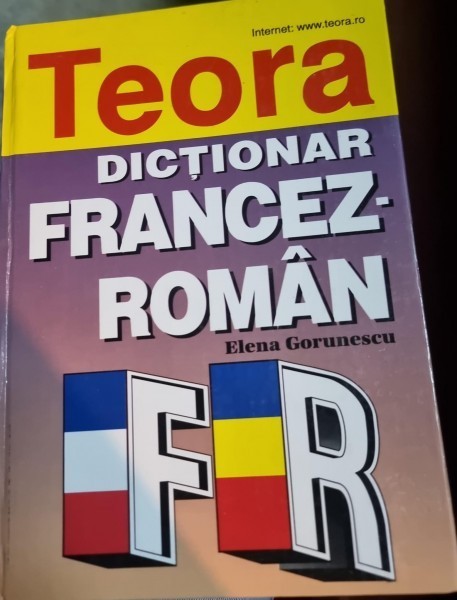 Internet: www.teora.ro
Teora
DICȚIONAR
FRANCEZ-
ROMÂN
Elena Gorunescu
FR